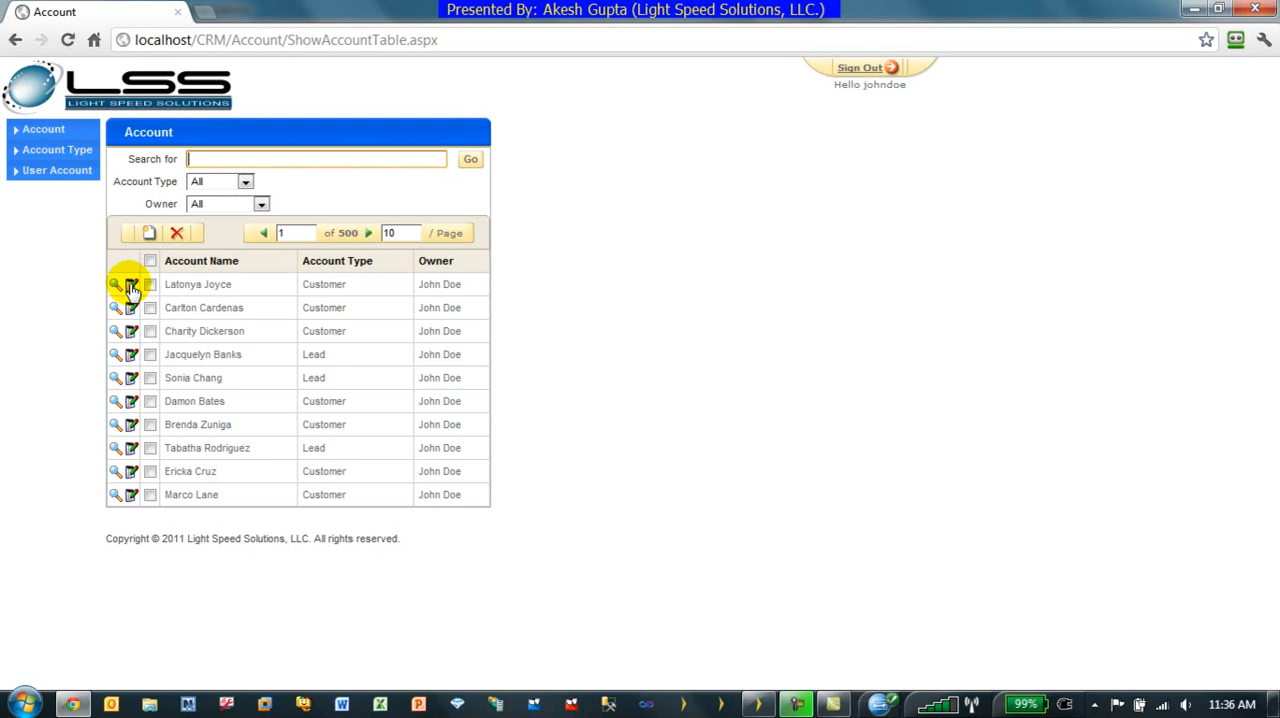 Account
Presented By: Akesh Gupta (Light Speed Solutions, LLC.)
localhost/CRM/Account/ShowAccountTable.aspx
LSS
LIGHT SPEED SOLUTIONS
Sign Out
Hello johndoe
Account
Account Type
User Account
Account
Search for
Go
Account Type All
Owner All
1 of 500 10 / Page
Account Name Account Type Owner
Latonya Joyce Customer John Doe
Carlton Cardenas Customer John Doe
Charity Dickerson Customer John Doe
Jacquelyn Banks Lead John Doe
Sonia Chang Lead John Doe
Damon Bates Customer John Doe
Brenda Zuniga Customer John Doe
Tabatha Rodriguez Lead John Doe
Ericka Cruz Customer John Doe
Marco Lane Customer John Doe
Copyright © 2011 Light Speed Solutions, LLC. All rights reserved.
99% 11:36 AM